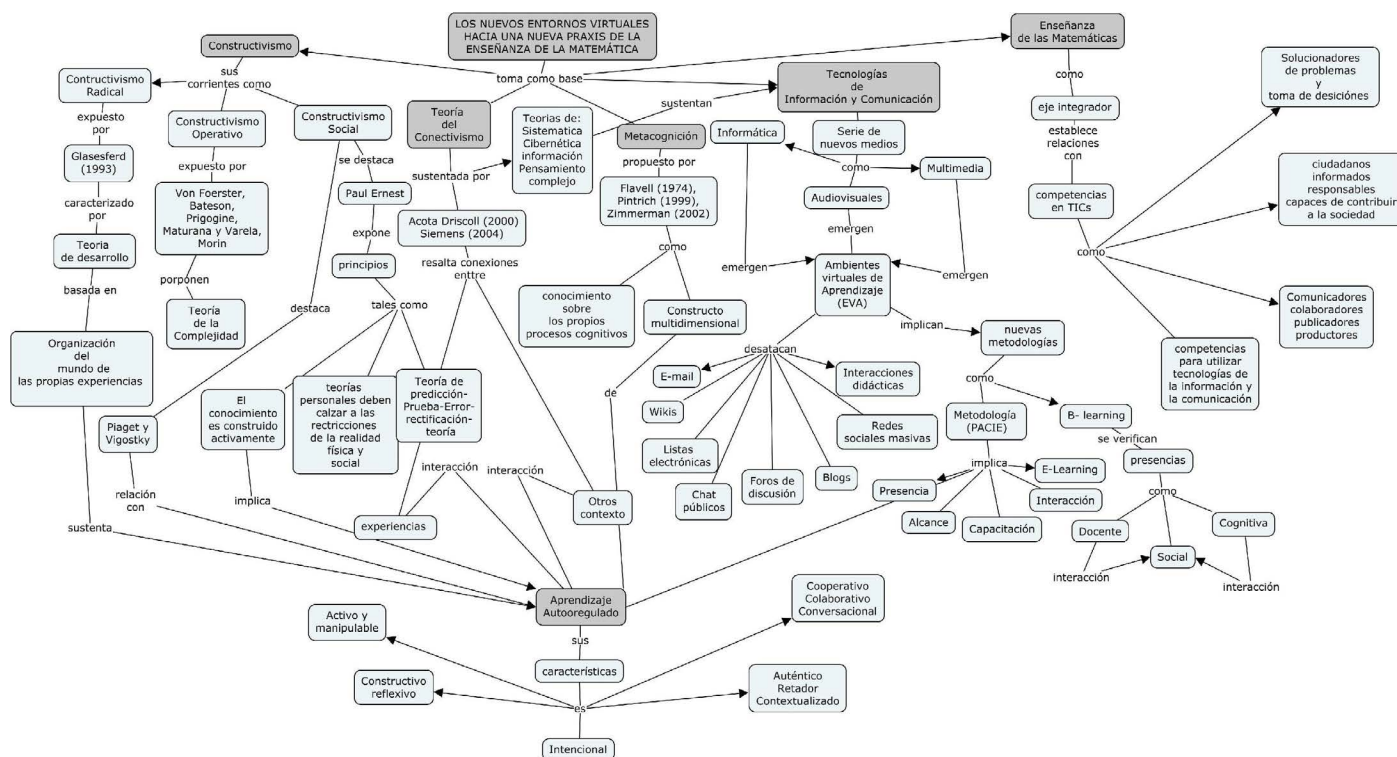 LOS NUEVOS ENTORNOS VIRTUALES
HACIA UNA NUEVA PRAXIS DE LA
ENSEÑANZA DE LA MATEMÁTICA
toma como base
Constructivismo
sus
corrientes como
Contructivismo
Radical
expuesto
por
Glasesferd
(1993)
caracterizado
por
Teoria
de desarrollo
basada en
Organización
del
mundo de
las propias experiencias
sustenta
Constructivismo
Operativo
expuesto por
Von Foerster,
Bateson,
Prigogine,
Maturana y Varela,
Morin
porponen
Teoría
de la
Complejidad
Constructivismo
Social
se destaca
Paul Ernest
expone
principios
tales como
destaca
Piaget y
Vigostky
relación
con
El
conocimiento
es construido
activamente
implica
teorías
personales deben
calzar a las
restricciones
de la realidad
física y
social
Teoría de
predicción-
Prueba-Error-
rectificación-
teoría
Teoría
del
Conectivismo
sustentada por
Teorias de:
Sistematica
Cibernética
información
Pensamiento
complejo
sustentan
Acota Driscoll (2000)
Siemens (2004)
resalta conexiones
entre
experiencias
interacción
interacción
Otros
contexto
Metacognición
propuesto por
Flavell (1974),
Pintrich (1999),
Zimmerman (2002)
como
conocimiento
sobre
los propios
procesos cognitivos
Constructo
multidimensional
de
Tecnologías
de
Información y Comunicación
Serie de
nuevos medios
como
Informática
Multimedia
Audiovisuales
emergen
emergen
emergen
Ambientes
virtuales de
Aprendizaje
(EVA)
desatacan
E-mail
Wikis
Listas
electrónicas
Chat
públicos
Foros de
discusión
Blogs
Redes
sociales masivas
Interacciones
didácticas
implican
nuevas
metodologías
como
Metodología
(PACIE)
implica
Presencia
Alcance
Capacitación
Interacción
E-Learning
B- learning
se verifican
presencias
como
Docente
Social
Cognitiva
interacción
interacción
Enseñanza
de las Matemáticas
como
eje integrador
establece
relaciones
con
competencias
en TICs
como
Solucionadores
de problemas
y
toma de desiciónes
ciudadanos
informados
responsables
capaces de contribuir
a la sociedad
Comunicadores
colaboradores
publicadores
productores
competencias
para utilizar
tecnologías de
la información y
la comunicación
Aprendizaje
Autooregulado
sus
características
es
Activo y
manipulable
Constructivo
reflexivo
Intencional
Cooperativo
Colaborativo
Conversacional
Auténtico
Retador
Contextualizado